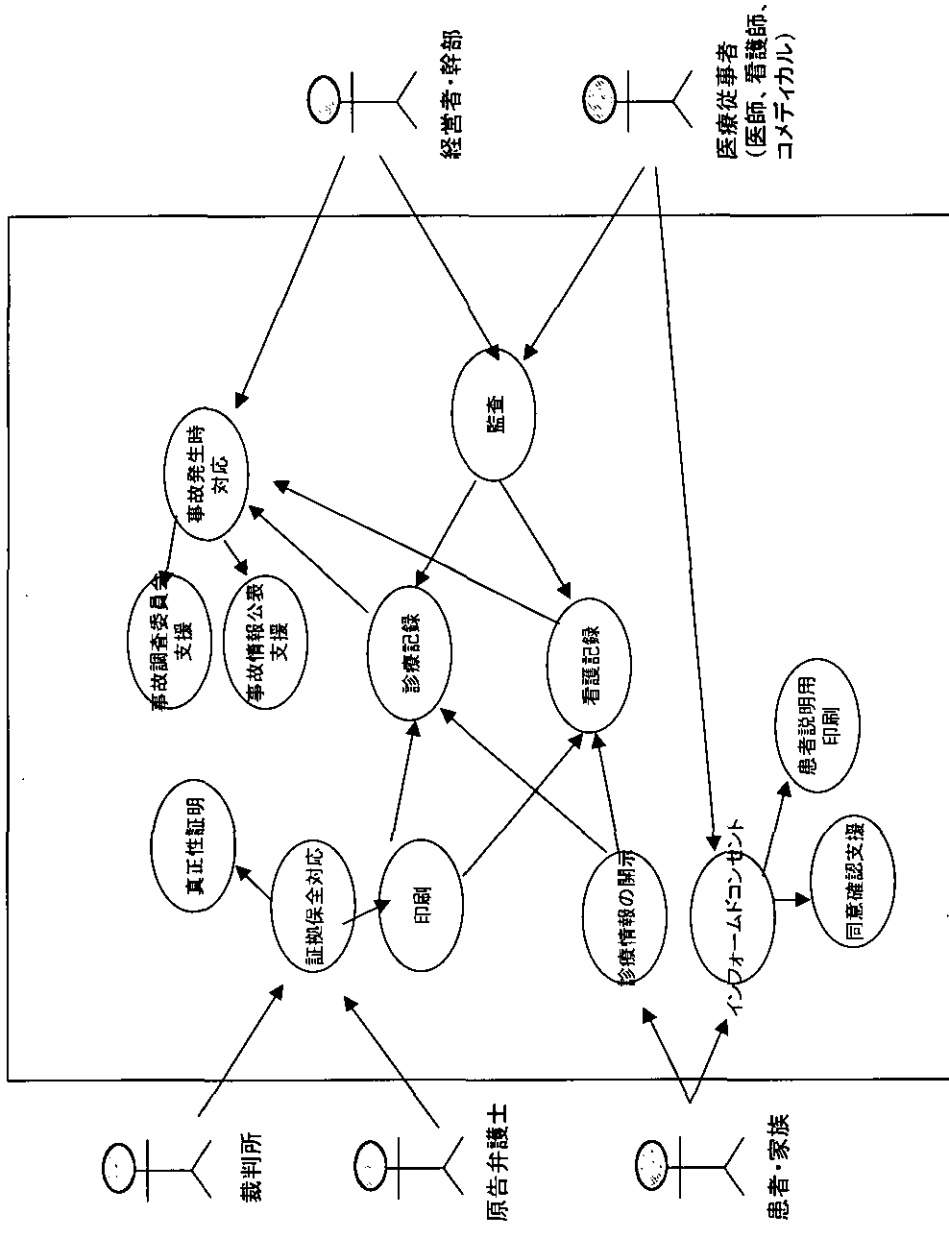 経営者・幹部
医療従事者
(医師、看護師、
コメディカル)
事故発生時
対応
監査
事故調査委員会
支援
事故情報公表
支援
診療記録
看護記録
真正性証明
証拠保全対応
印刷
診療情報の開示
インフォームドコンセント
患者説明用
印刷
同意確認支援
裁判所
原告弁護士
患者・家族